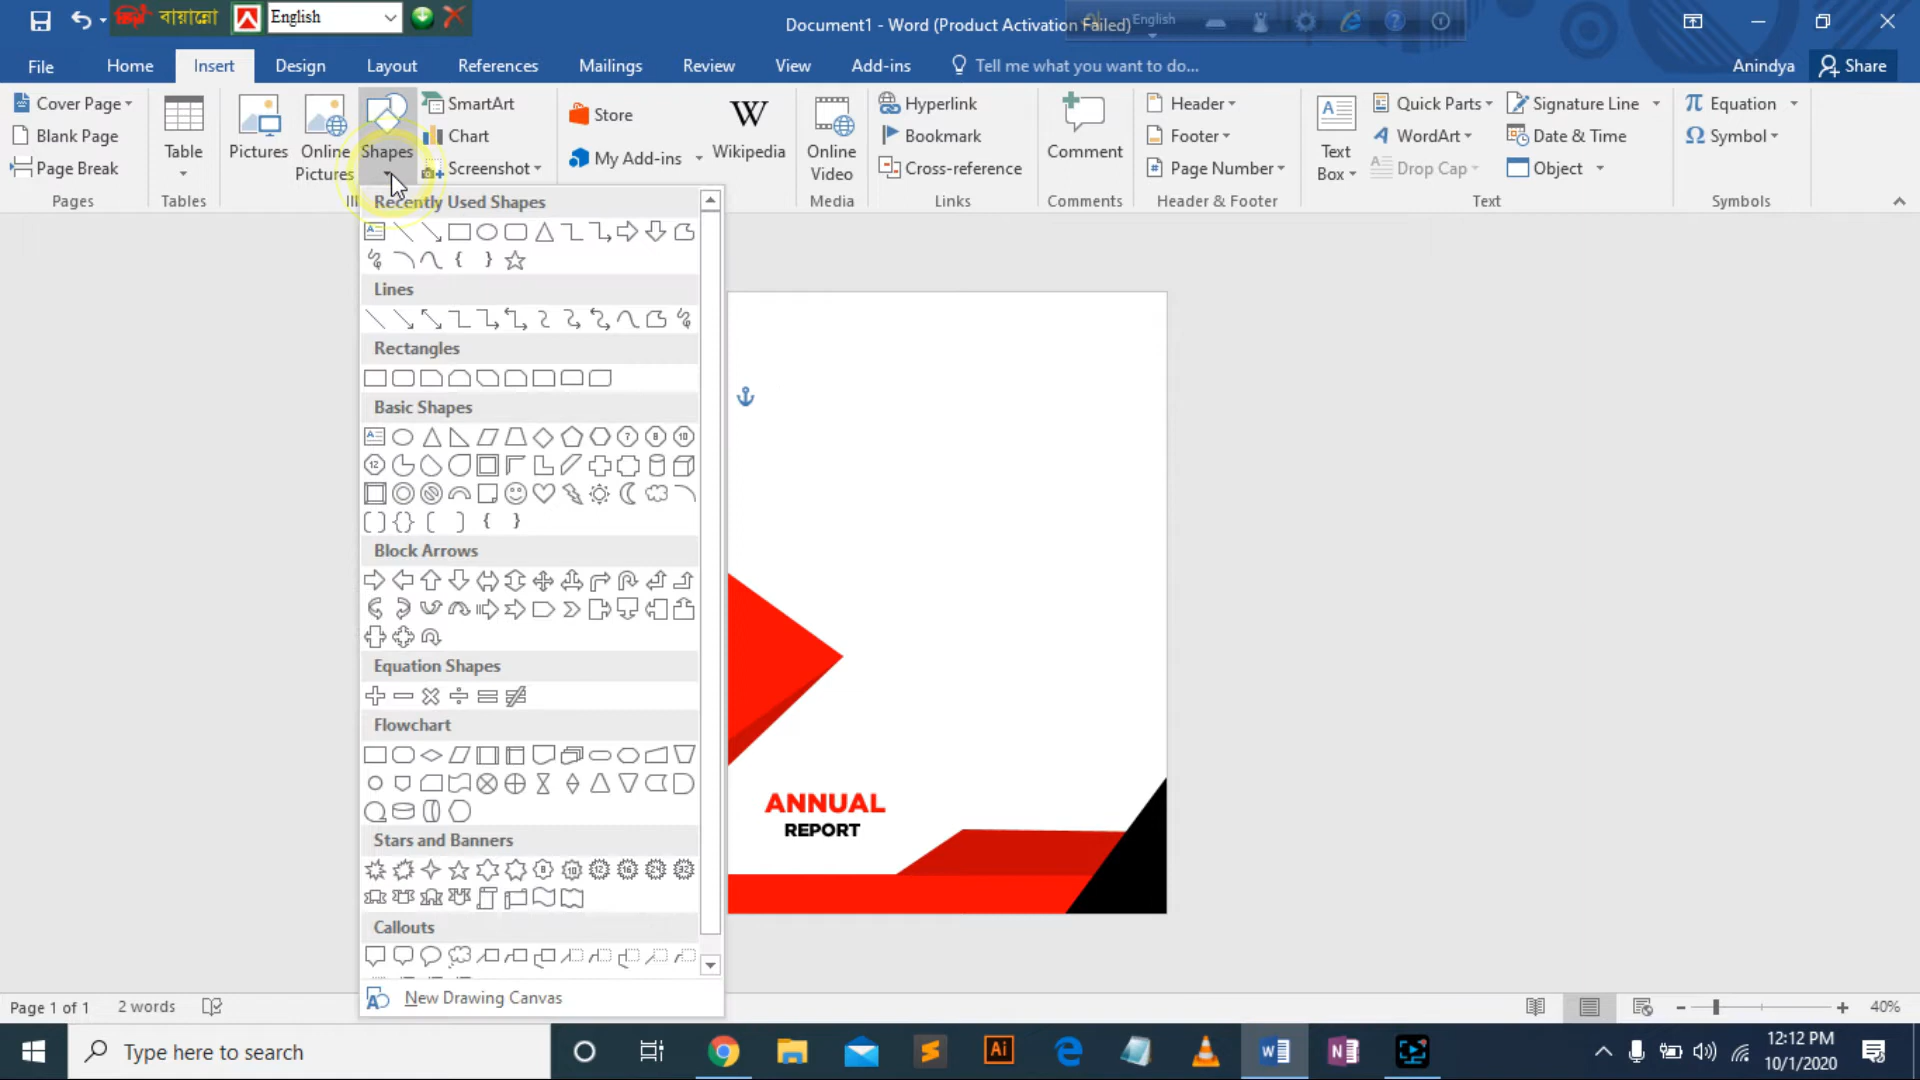 বায়ান্নো
English
Document1 - Word (Product Activation Failed)
English
File
Home
Insert
Design
Layout
References
Mailings
Review
View
Add-ins
Tell me what you want to do...
Anindya
Share
Cover Page
Blank Page
Page Break
Pages
Table
Tables
Pictures
Online Pictures
Shapes
SmartArt
Chart
Screenshot
Store
My Add-ins
Wikipedia
Online Video
Media
Hyperlink
Bookmark
Cross-reference
Links
Comment
Comments
Header
Footer
Page Number
Header & Footer
Text Box
Quick Parts
WordArt
Drop Cap
Signature Line
Date & Time
Object
Text
Equation
Symbol
Symbols
Recently Used Shapes
Lines
Rectangles
Basic Shapes
Block Arrows
Equation Shapes
Flowchart
Stars and Banners
Callouts
New Drawing Canvas
ANNUAL
REPORT
Page 1 of 1
2 words
40%
Type here to search
12:12 PM
10/1/2020